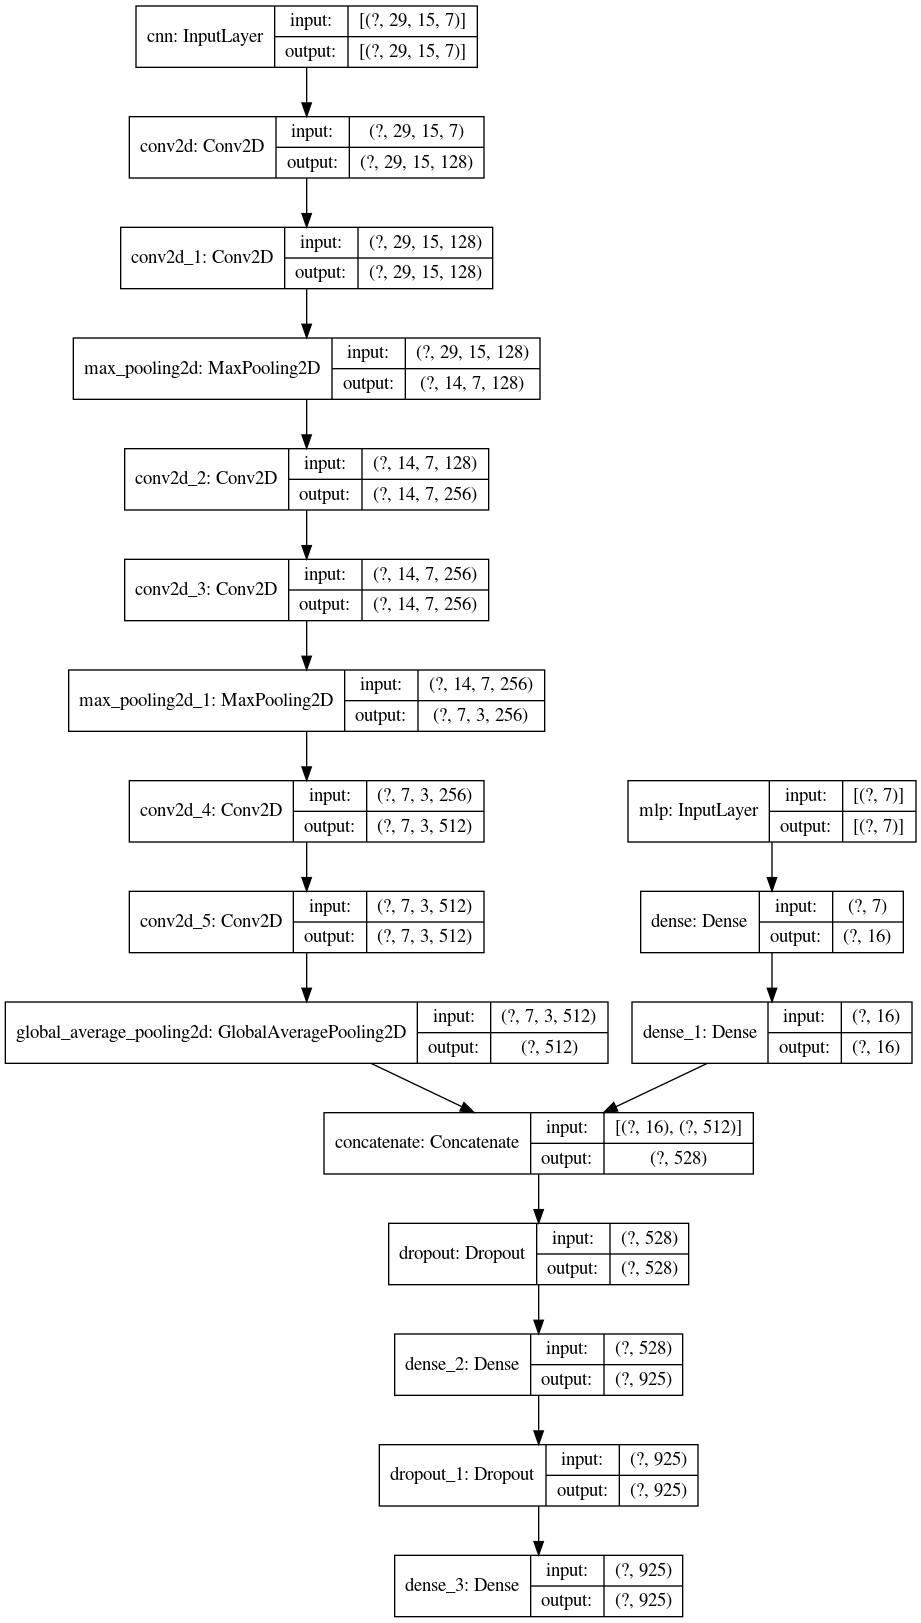 cnn: InputLayer
input: [(?, 29, 15, 7)]
output: [(?, 29, 15, 7)]
conv2d: Conv2D
input: (?, 29, 15, 7)
output: (?, 29, 15, 128)
conv2d_1: Conv2D
input: (?, 29, 15, 128)
output: (?, 29, 15, 128)
max_pooling2d: MaxPooling2D
input: (?, 29, 15, 128)
output: (?, 14, 7, 128)
conv2d_2: Conv2D
input: (?, 14, 7, 128)
output: (?, 14, 7, 256)
conv2d_3: Conv2D
input: (?, 14, 7, 256)
output: (?, 14, 7, 256)
max_pooling2d_1: MaxPooling2D
input: (?, 14, 7, 256)
output: (?, 7, 3, 256)
conv2d_4: Conv2D
input: (?, 7, 3, 256)
output: (?, 7, 3, 512)
mlp: InputLayer
input: [(?, 7)]
output: [(?, 7)]
conv2d_5: Conv2D
input: (?, 7, 3, 512)
output: (?, 7, 3, 512)
dense: Dense
input: (?, 7)
output: (?, 16)
global_average_pooling2d: GlobalAveragePooling2D
input: (?, 7, 3, 512)
output: (?, 512)
dense_1: Dense
input: (?, 16)
output: (?, 16)
concatenate: Concatenate
input: [(?, 16), (?, 512)]
output: (?, 528)
dropout: Dropout
input: (?, 528)
output: (?, 528)
dense_2: Dense
input: (?, 528)
output: (?, 925)
dropout_1: Dropout
input: (?, 925)
output: (?, 925)
dense_3: Dense
input: (?, 925)
output: (?, 925)